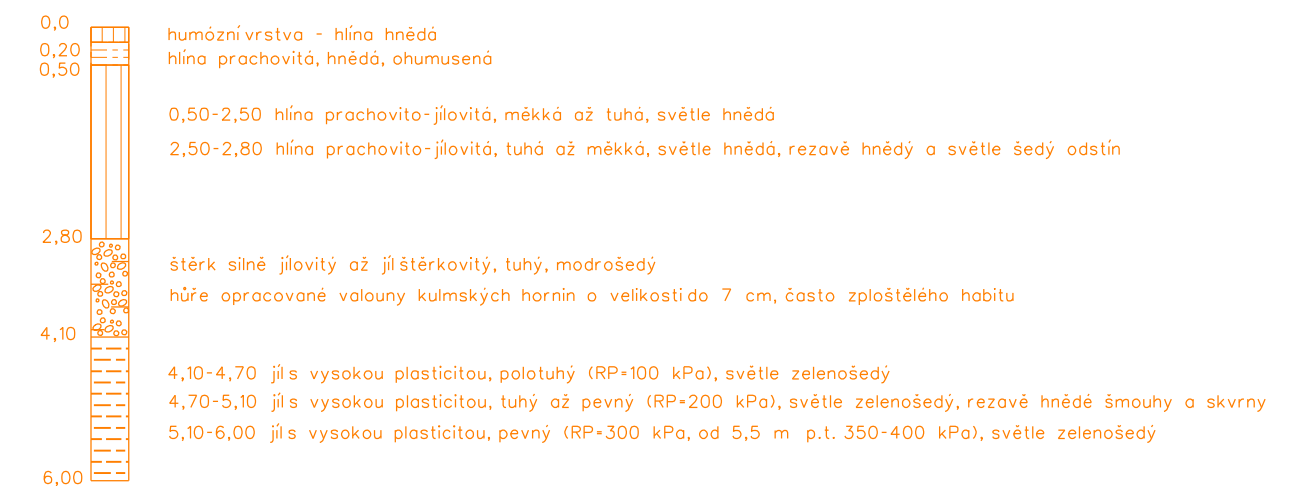 0,0
humózní vrstva - hlína hnědá
0,20
hlína prachovitá, hnědá, ohumusená
0,50
0,50-2,50 hlína prachovito-jílovitá, měkká až tuhá, světle hnědá
2,50-2,80 hlína prachovito-jílovitá, tuhá až měkká, světle hnědá, rezavě hnědý a světle šedý odstín
2,80
štěrk silně jílovitý až jíl štěrkovitý, tuhý, modrošedý
hůře opracované valouny kulmských hornin o velikosti do 7 cm, často zploštělého habitu
4,10
4,10-4,70 jíl s vysokou plasticitou, polotuhý (RP=100 kPa), světle zelenošedý
4,70-5,10 jíl s vysokou plasticitou, tuhý až pevný (RP=200 kPa), světle zelenošedý, rezavě hnědé šmouhy a skvrny
5,10-6,00 jíl s vysokou plasticitou, pevný (RP=300 kPa, od 5,5 m p.t. 350-400 kPa), světle zelenošedý
6,00